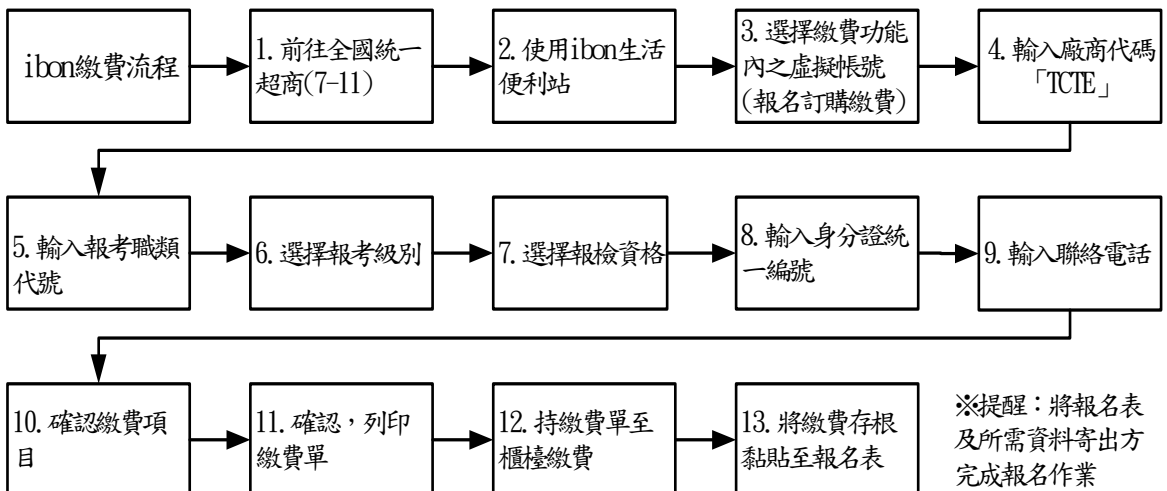 ibon繳費流程
1.前往全國統一
超商(7-11)
2.使用ibon生活
便利站
3.選擇繳費功能
內之虛擬帳號
(報名訂購繳費)
4.輸入廠商代碼
「TCTE」
5.輸入報考職類
代號
6.選擇報考級別
7.選擇報檢資格
8.輸入身分證統
一編號
9.輸入聯絡電話
10.確認繳費項
目
11.確認，列印
繳費單
12.持繳費單至
櫃檯繳費
13.將繳費存根
黏貼至報名表
※提醒：將報名表
及所需資料寄出方
完成報名作業